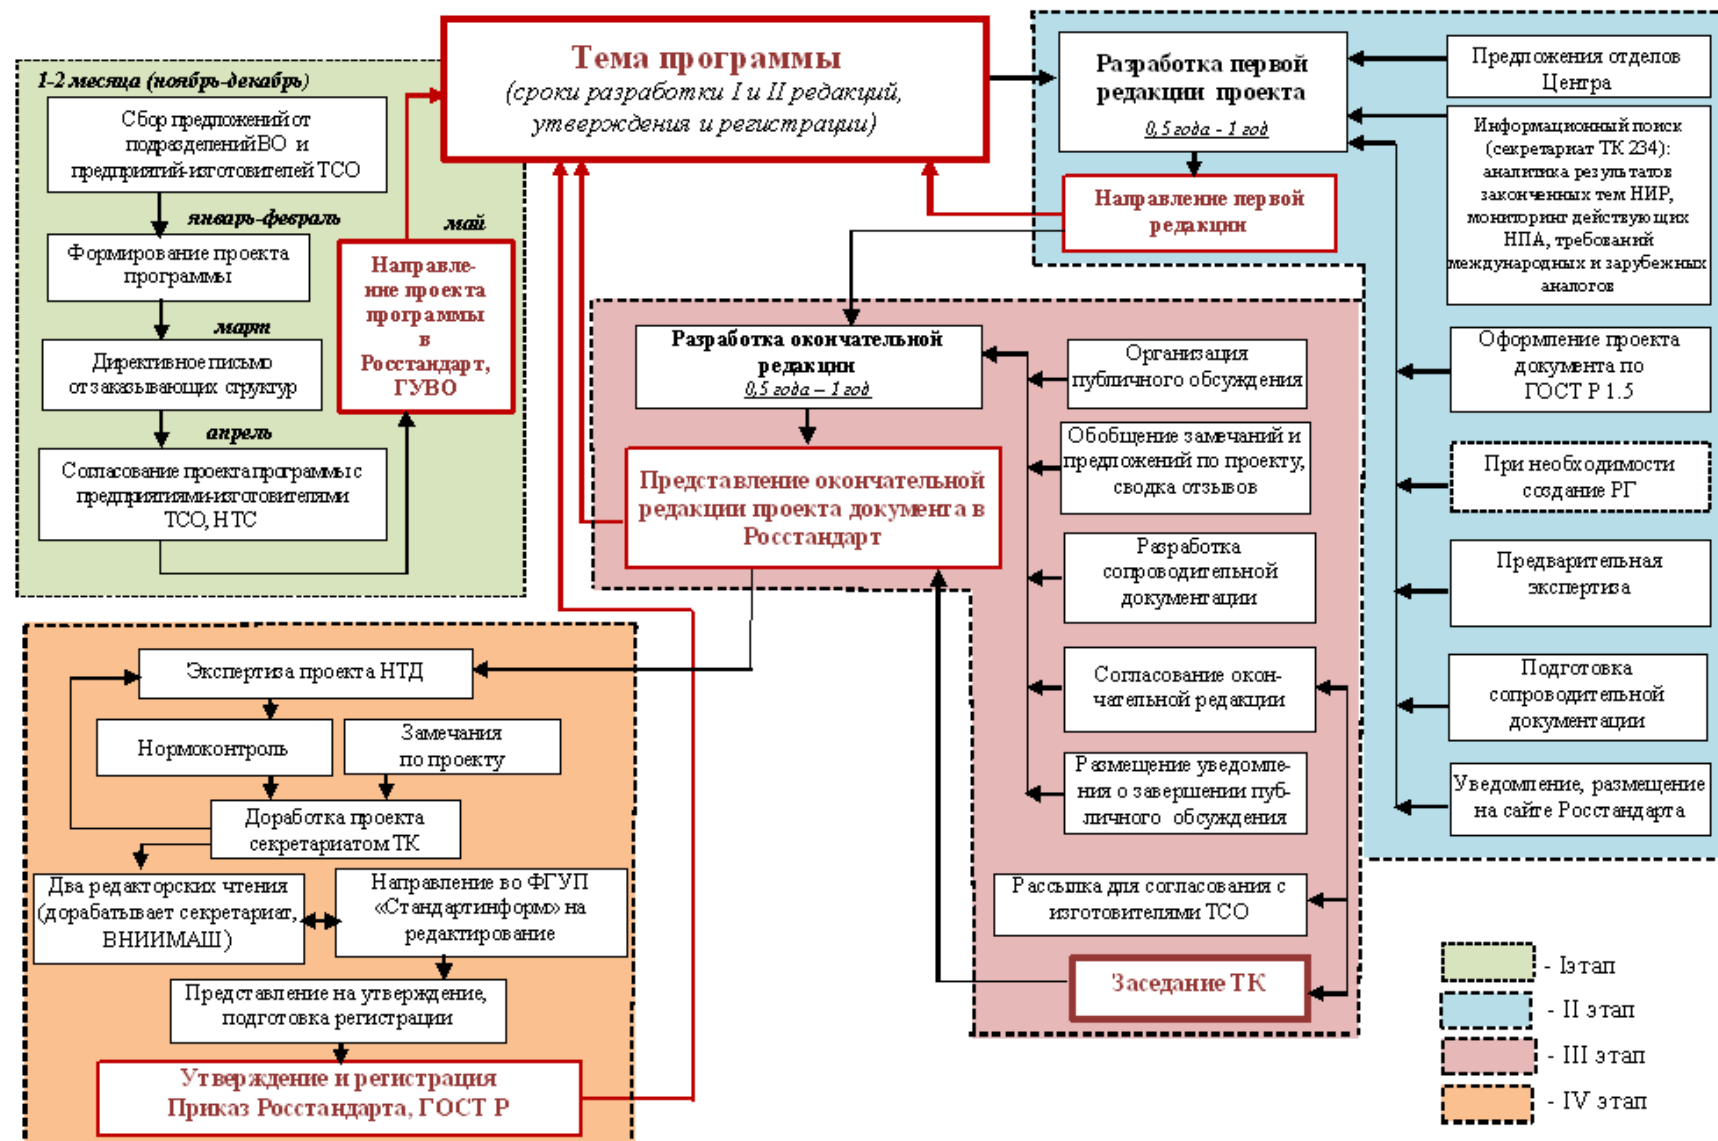 Тема программы
(сроки разработки I и II редакций,
утверждения и регистрации)
1-2 месяца (ноябрь-декабрь)
Сбор предложений от
подразделений ВО и
предприятий-изготовителей ТСО
январь-февраль
Формирование проекта
программы
март
Директивное письмо
от заказывающих структур
апрель
Согласование проекта программы с
предприятиями-изготовителями
ТСО, НТС
май
Направле-
ние проекта
программы
в
Росстандарт,
ГУВО
Разработка первой
редакции проекта
0,5 года - 1 год
Направление первой
редакции
Предложения отделов
Центра
Информационный поиск
(секретариат ТК 234):
аналитика результатов
законченных тем НИР,
мониторинг действующих
НПА, требований
международных и зарубежных
аналогов
Оформление проекта
документа по
ГОСТ Р 1.5
При необходимости
создание РГ
Предварительная
экспертиза
Подготовка
сопроводительной
документации
Уведомление, размещение
на сайте Росстандарта
Разработка окончательной
редакции
0,5 года – 1 год
Представление окончательной
редакции проекта документа в
Росстандарт
Организация
публичного обсуждения
Обобщение замечаний и
предложений по проекту,
сводка отзывов
Разработка
сопроводительной
документации
Согласование окон-
чательной редакции
Размещение уведомле-
ния о завершении пуб-
личного обсуждения
Рассылка для согласования с
изготовителями ТСО
Заседание ТК
Экспертиза проекта НТД
Нормоконтроль
Замечания
по проекту
Доработка проекта
секретариатом ТК
Два редакторских чтения
(дорабатывает секретариат,
ВНИИМАШ)
Направление во ФГУП
«Стандартинформ» на
редактирование
Представление на утверждение,
подготовка регистрации
Утверждение и регистрация
Приказ Росстандарта, ГОСТ Р
- Iэтап
- II этап
- III этап
- IV этап